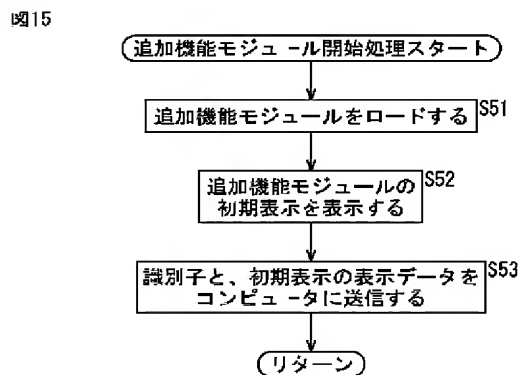 図15
追加機能モジュール開始処理スタート
追加機能モジュールをロードする
S51
追加機能モジュールの
初期表示を表示する
S52
識別子と、初期表示の表示データを
コンピュータに送信する
S53
リターン